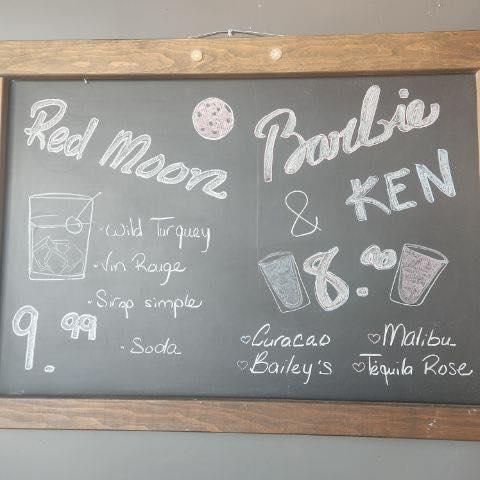 Red Moon
· Wild Turquey
· Vin Rouge
· Sirop simple
· Soda
9.99
Barbie
& KEN
8.00
♡ Curacao
♡ Bailey's
♡ Malibu
♡ Tequila Rose